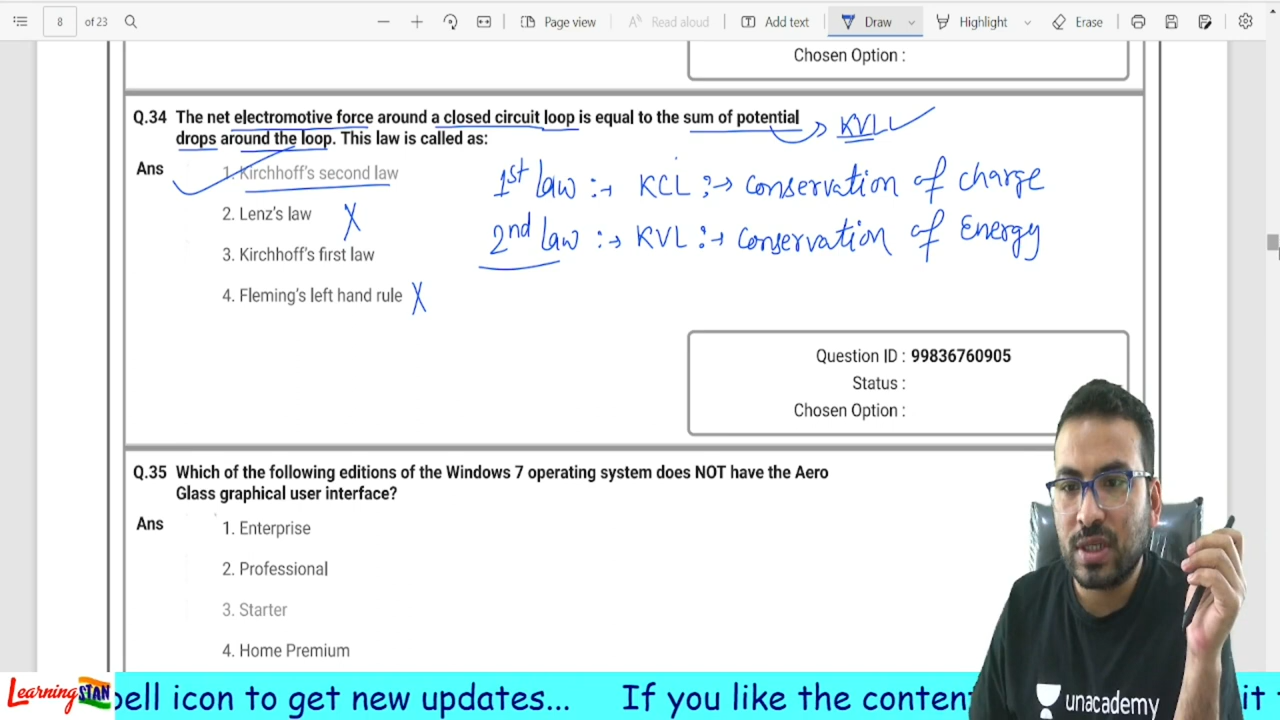 8 of 23
Page view
Read aloud
Add text
Draw
Highlight
Erase
Chosen Option :
Q.34 The net electromotive force around a closed circuit loop is equal to the sum of potential
drops around the loop. This law is called as:
KVL
Ans 1. Kirchhoff's second law
2. Lenz's law X
3. Kirchhoff's first law
4. Fleming's left hand rule X
1st law :→ KCL :→ Conservation of charge
2nd law :→ KVL :→ Conservation of Energy
Question ID : 99836760905
Status :
Chosen Option :
Q.35 Which of the following editions of the Windows 7 operating system does NOT have the Aero
Glass graphical user interface?
Ans 1. Enterprise
2. Professional
3. Starter
4. Home Premium
Learning STAN
bell icon to get new updates... If you like the conten
it
unacademy